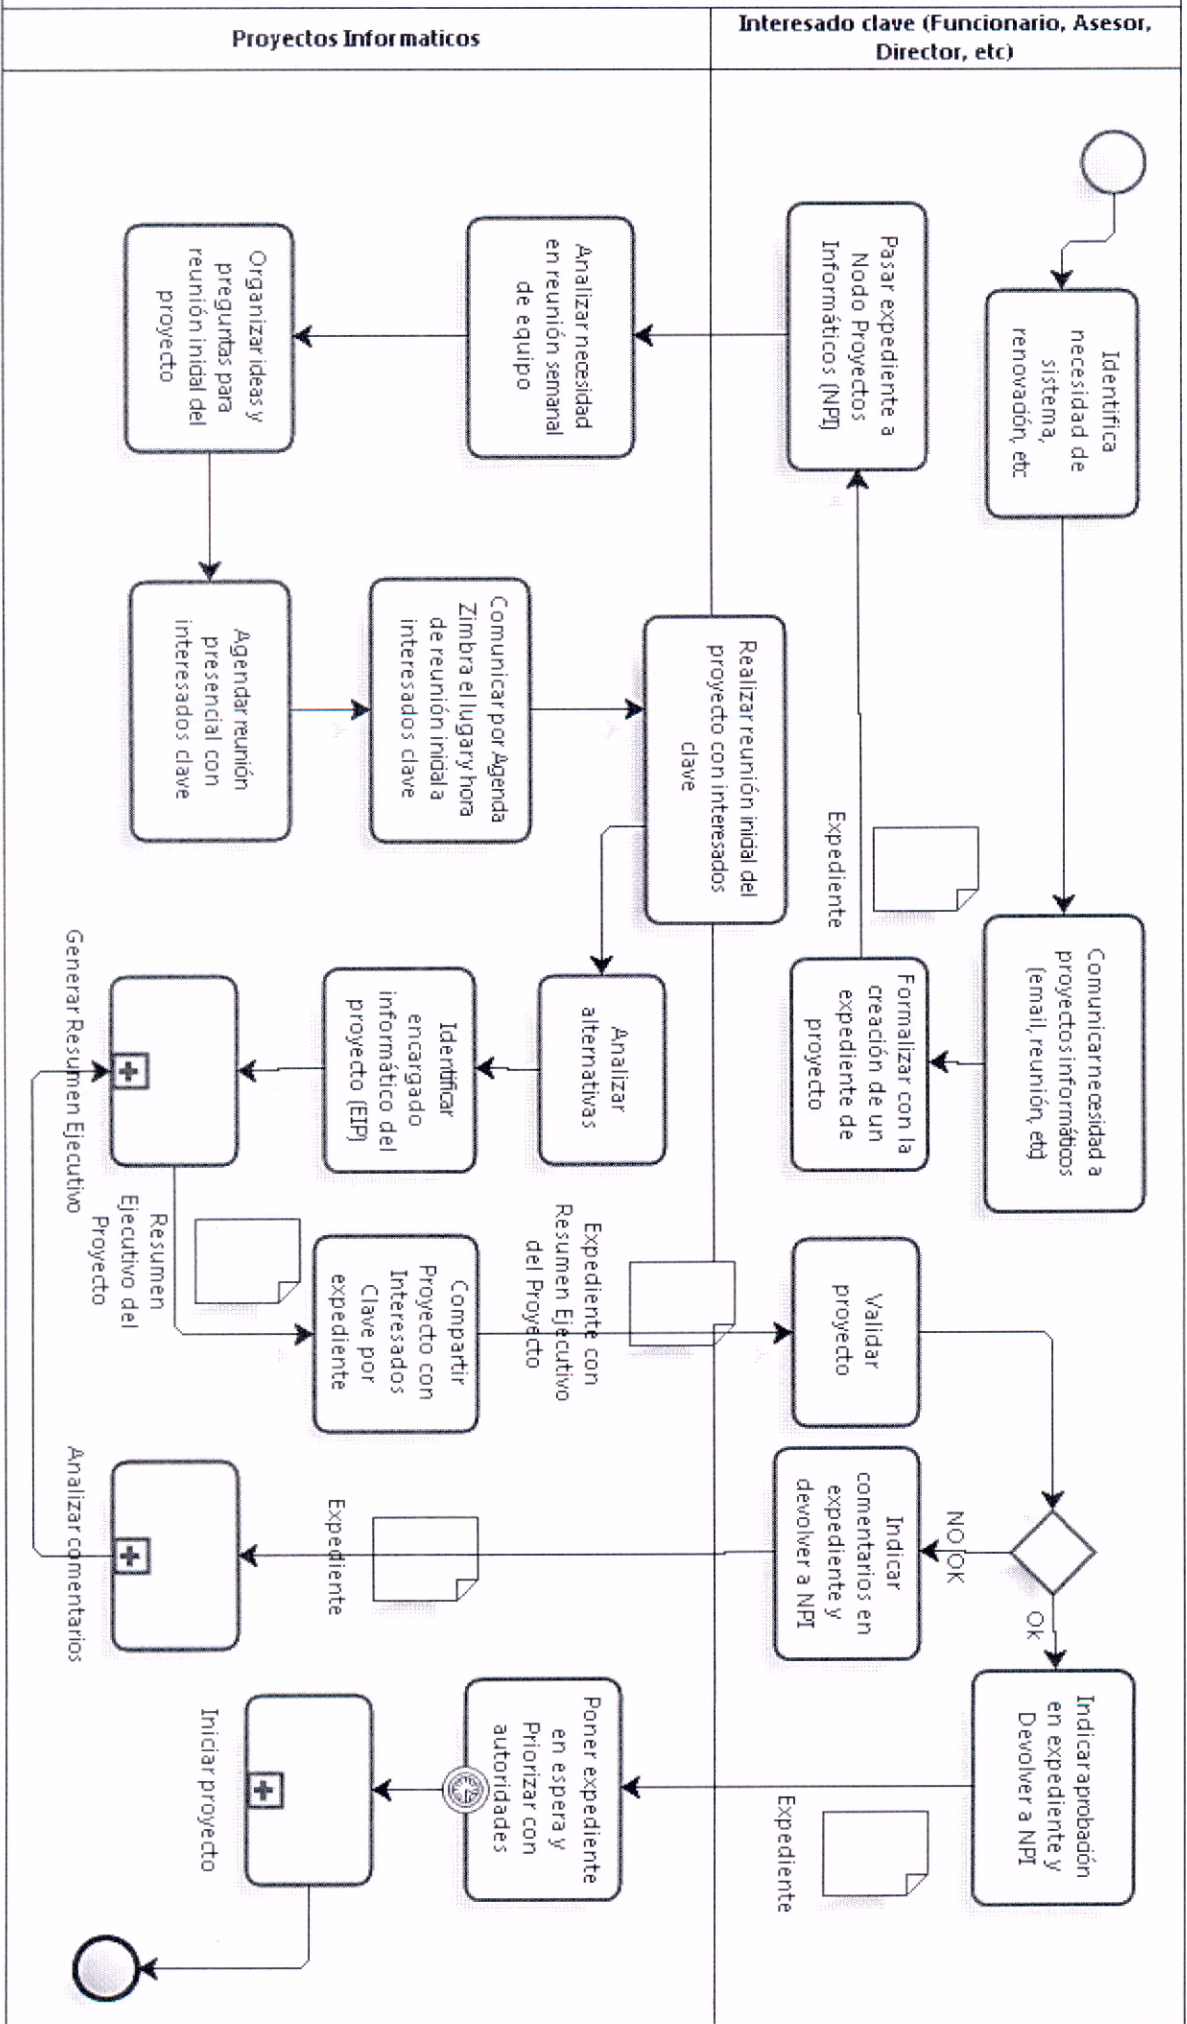 Proyectos Informaticos
Interesado clave (Funcionario, Asesor,
Director, etc)
Identifica
necesidad de
sistema,
renovación, etc
Comunicar necesidad a
proyectos informáticos
(email, reunión, etc)
Formalizar con la
creación de un
expediente de
proyecto
Expediente
Pasar expediente a
Nodo Proyectos
Informáticos (NPI)
Analizar necesidad
en reunión semanal
de equipo
Organizar ideas y
preguntas para
reunión inicial del
proyecto
Agendar reunión
presencial con
interesados clave
Comunicar por Agenda
Zimbra el lugar y hora
de reunión inicial a
interesados clave
Realizar reunión inicial del
proyecto con interesados
clave
Analizar
alternativas
Identificar
encargado
informático del
proyecto (EIP)
Generar Resumen Ejecutivo
Resumen
Ejecutivo del
Proyecto
Compartir
Proyecto con
Interesados
Clave por
expediente
Expediente con
Resumen Ejecutivo
del Proyecto
Validar
proyecto
NO OK
Ok
Indicar
comentarios en
expediente y
devolver a NPI
Expediente
Analizar comentarios
Indicar aprobación
en expediente y
Devolver a NPI
Expediente
Poner expediente
en espera y
Priorizar con
autoridades
Iniciar proyecto